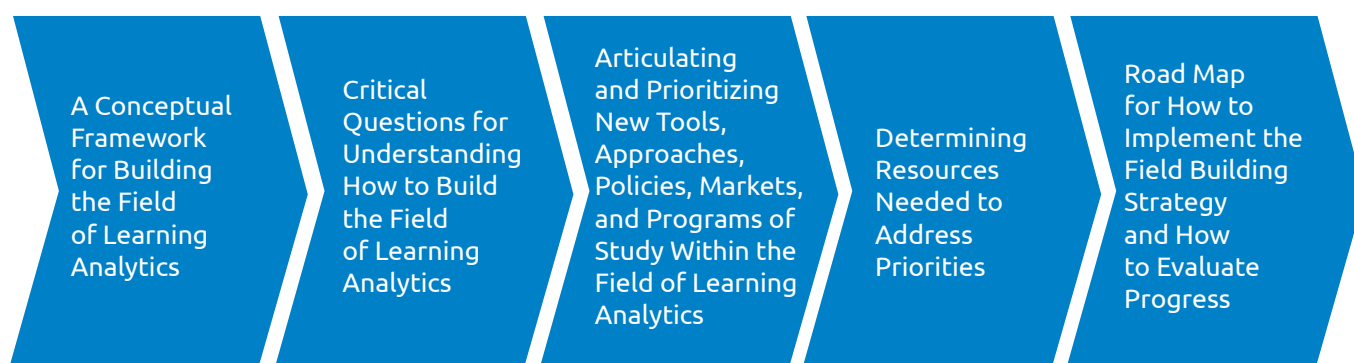 A Conceptual
Framework
for Building
the Field
of Learning
Analytics
Critical
Questions for
Understanding
How to Build
the Field
of Learning
Analytics
Articulating
and Prioritizing
New Tools,
Approaches,
Policies, Markets,
and Programs of
Study Within the
Field of Learning
Analytics
Determining
Resources
Needed to
Address
Priorities
Road Map
for How to
Implement the
Field Building
Strategy
and How
to Evaluate
Progress